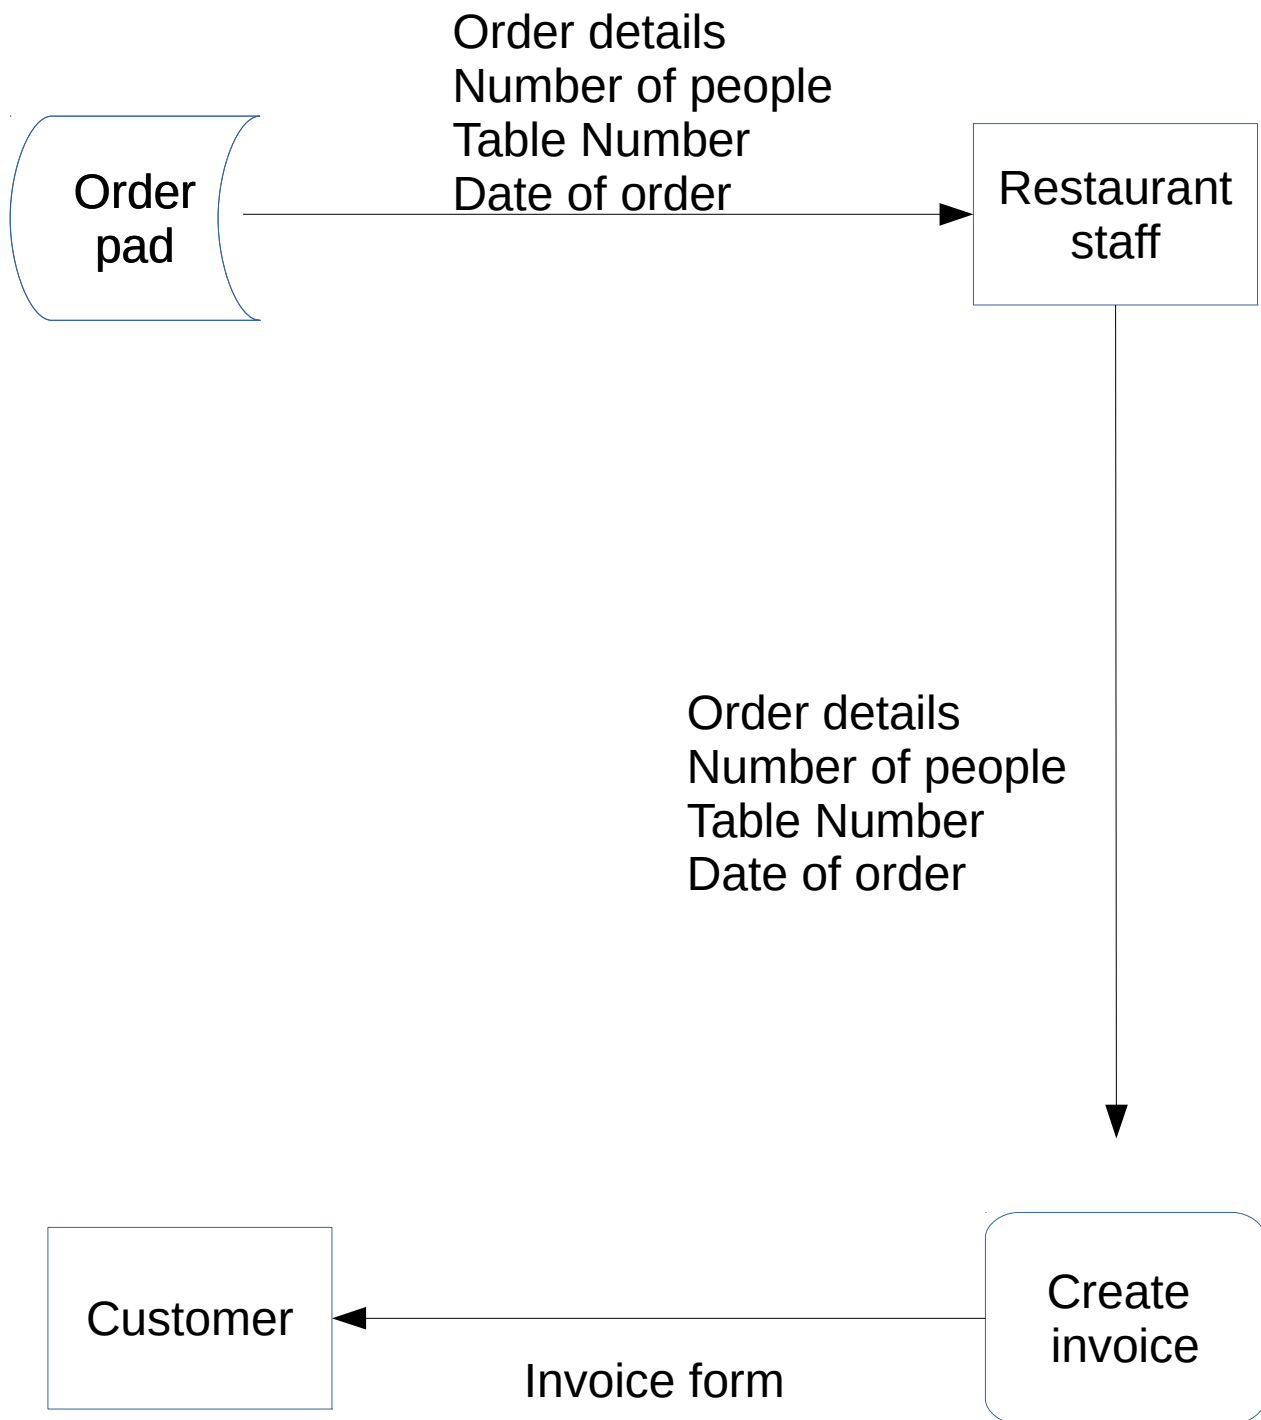 Order details
Number of people
Table Number
Date of order
Order
pad
Restaurant
staff
Order details
Number of people
Table Number
Date of order
Customer
Create
invoice
Invoice form